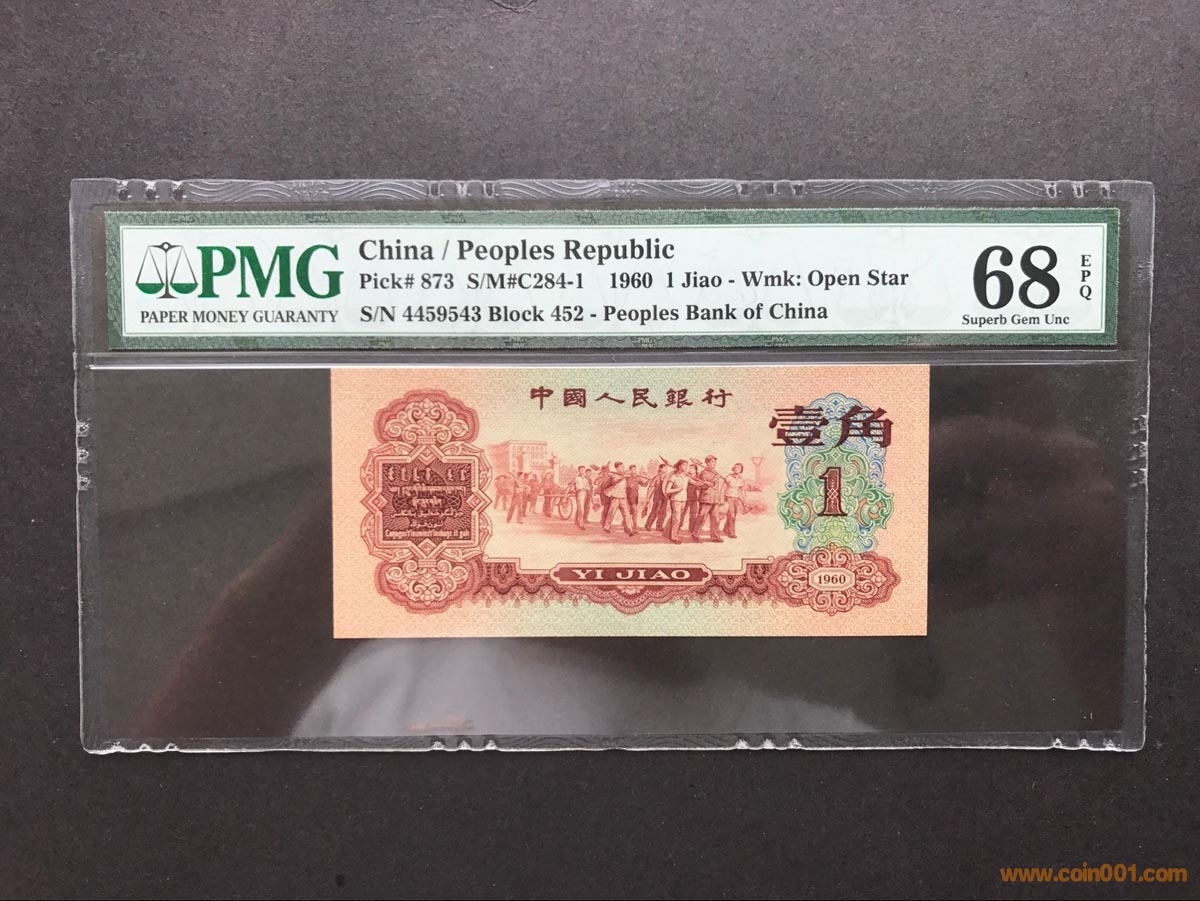 PMG
PAPER MONEY GUARANTY
China / Peoples Republic
Pick# 873 S/M#C284-1 1960 1 Jiao - Wmk: Open Star
S/N 4459543 Block 452 - Peoples Bank of China
68
EPQ
Superb Gem Unc
中國人民銀行
壹角
1
YI JIAO
1960
www.coin001.com